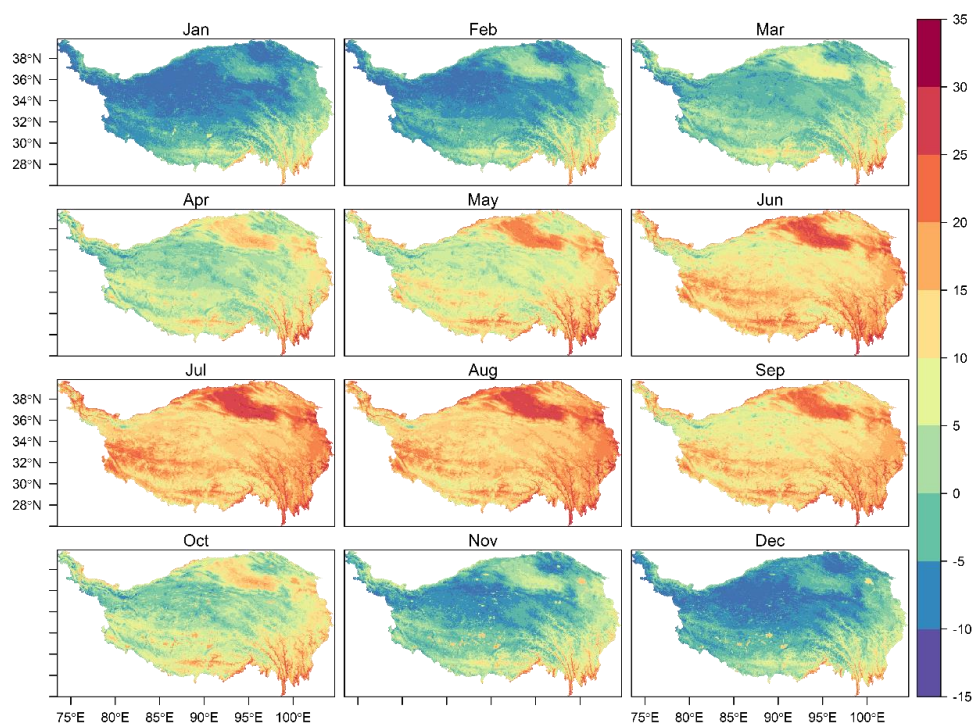 Jan Feb Mar
38°N
36°N
34°N
32°N
30°N
28°N
Apr May Jun
Jul Aug Sep
38°N
36°N
34°N
32°N
30°N
28°N
Oct Nov Dec
75°E 80°E 85°E 90°E 95°E 100°E 75°E 80°E 85°E 90°E 95°E 100°E
35
30
25
20
15
10
5
0
-5
-10
-15